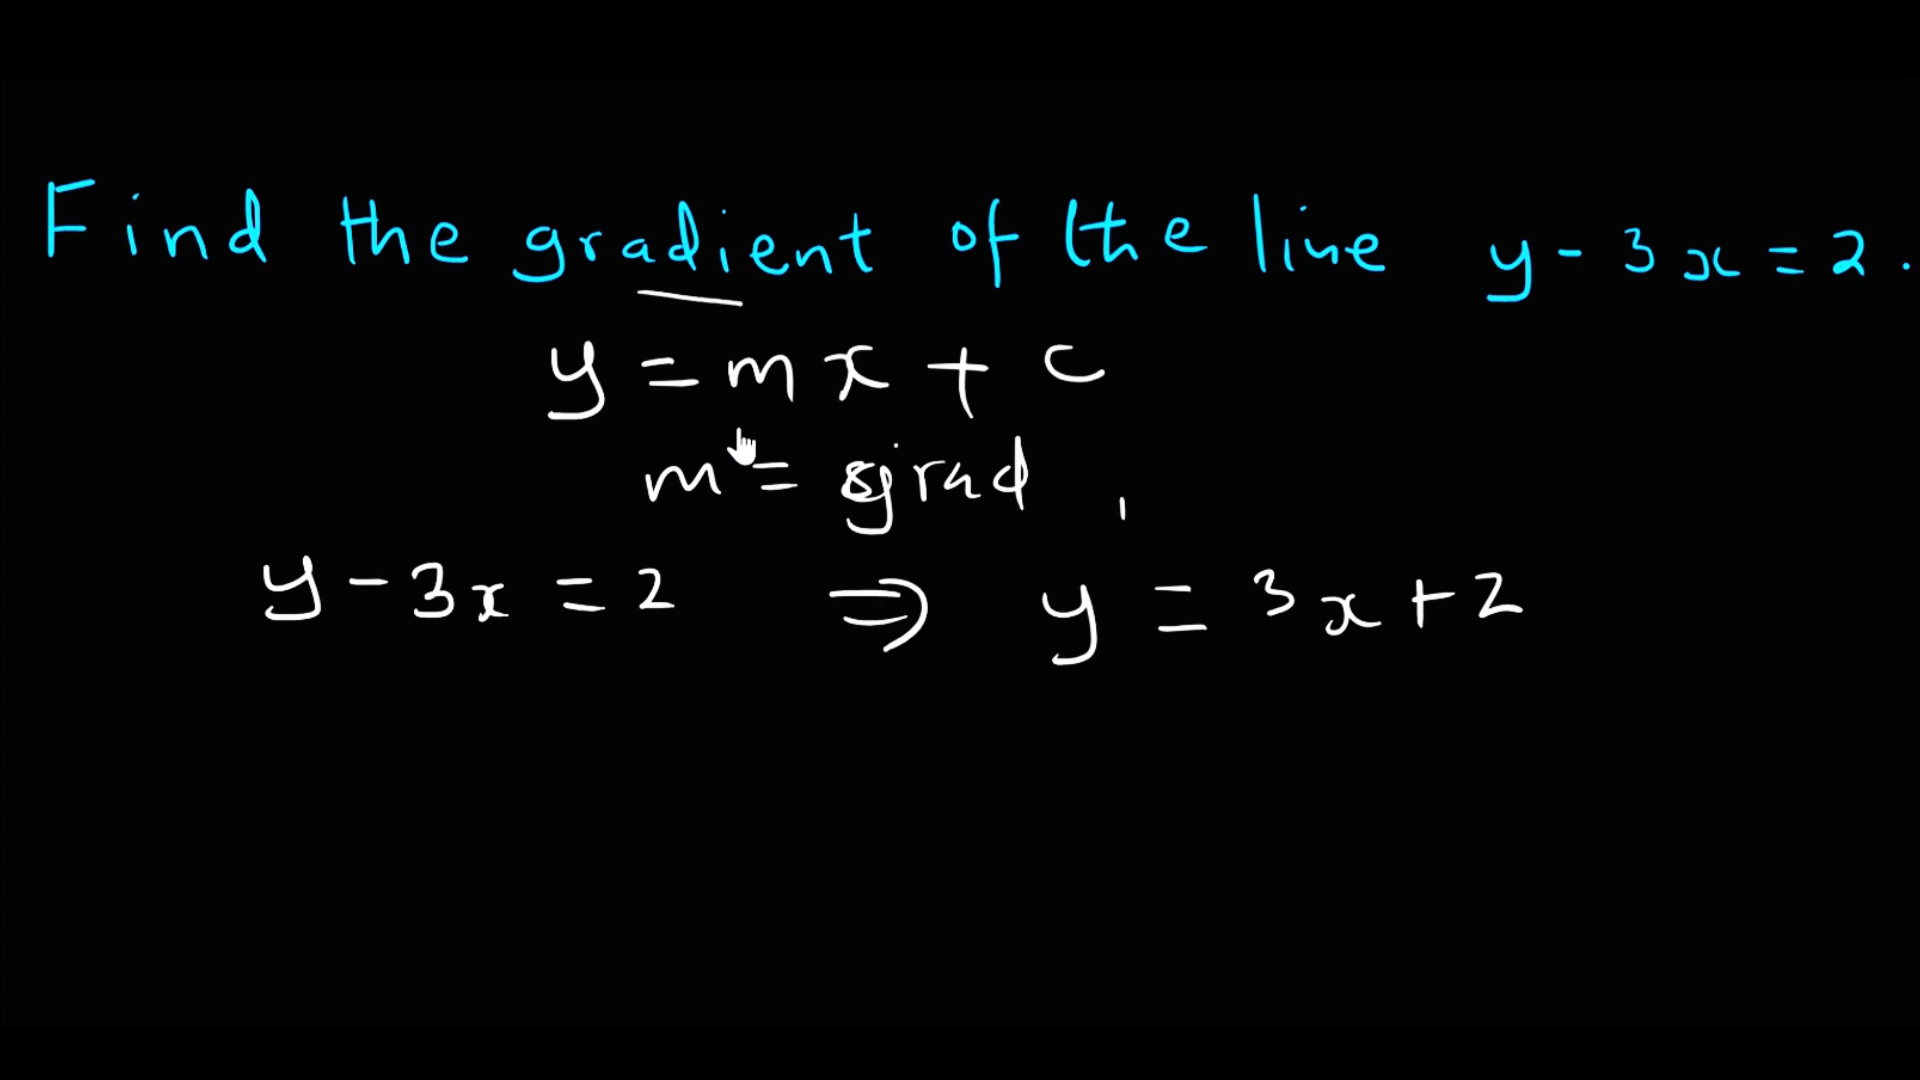 Find the gradient of the line y - 3x = 2.
y = mx + c
m = grad
y - 3x = 2 ⇒ y = 3x + 2